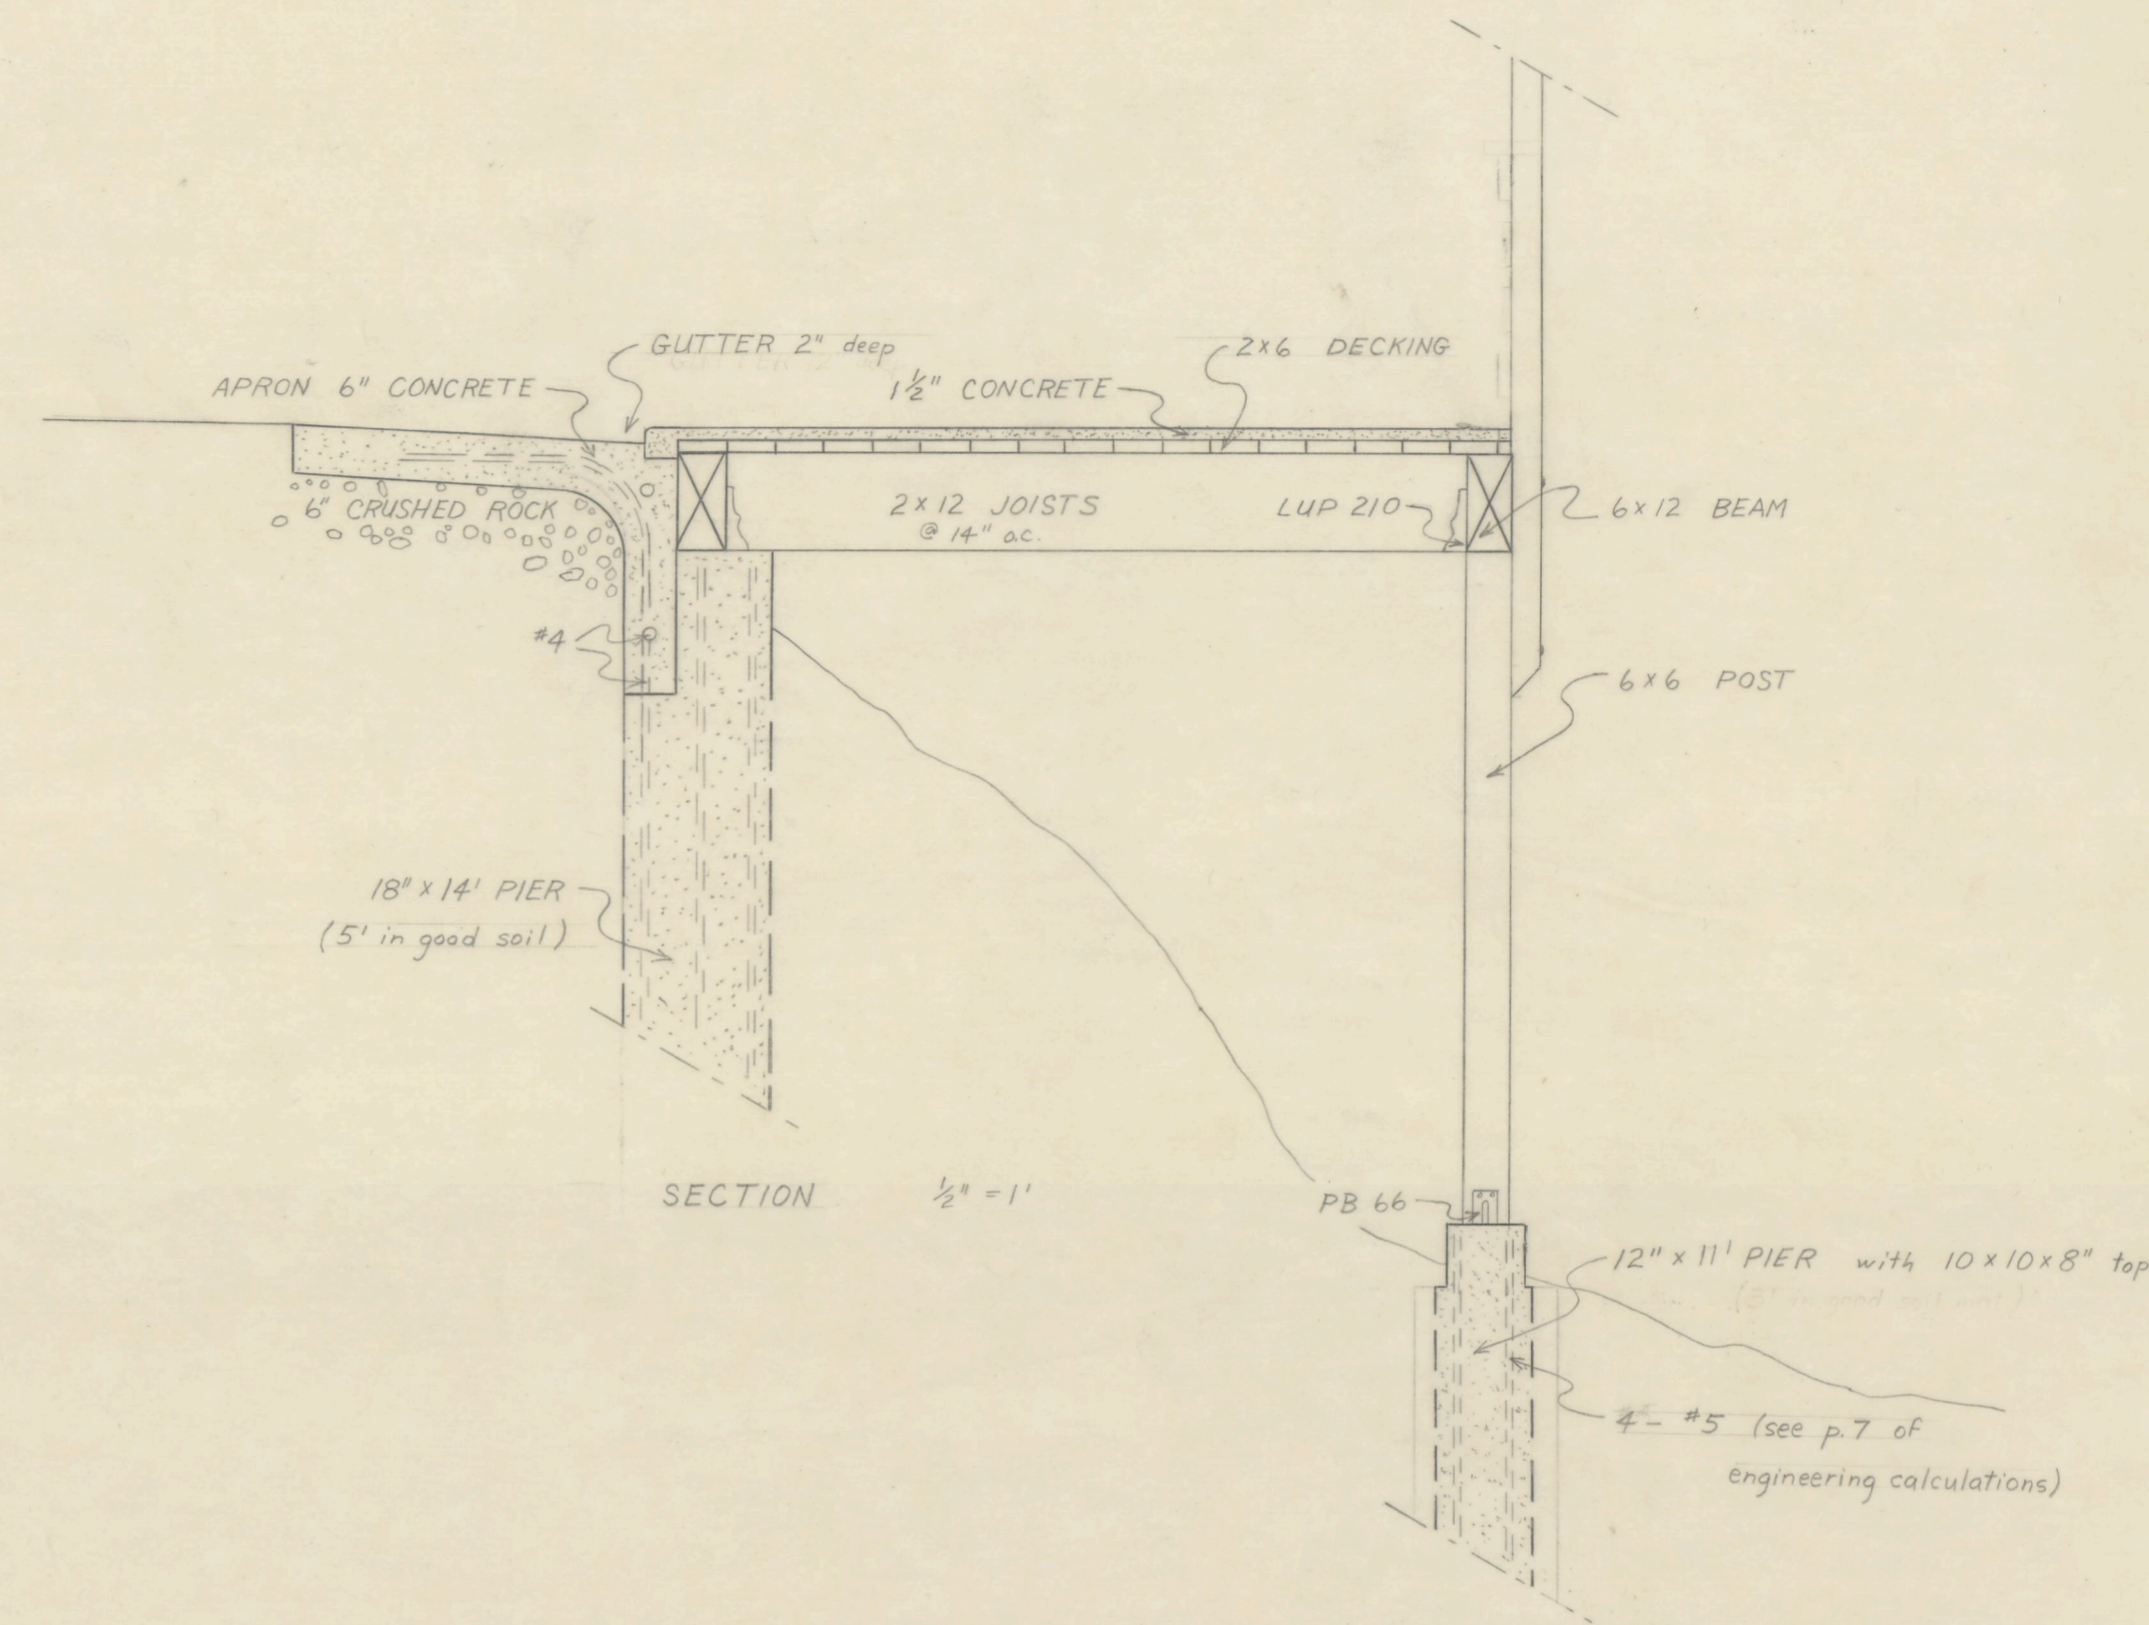 GUTTER 2" deep
2x6 DECKING
APRON 6" CONCRETE
1½" CONCRETE
6" CRUSHED ROCK
2 x 12 JOISTS
@ 14" o.c.
LUP 210
6x12 BEAM
#4
6x6 POST
18" x 14' PIER
(5' in good soil)
SECTION ½" = 1'
PB 66
12" x 11' PIER with 10 x 10 x 8" top
4 - #5 (see p.7 of
engineering calculations)